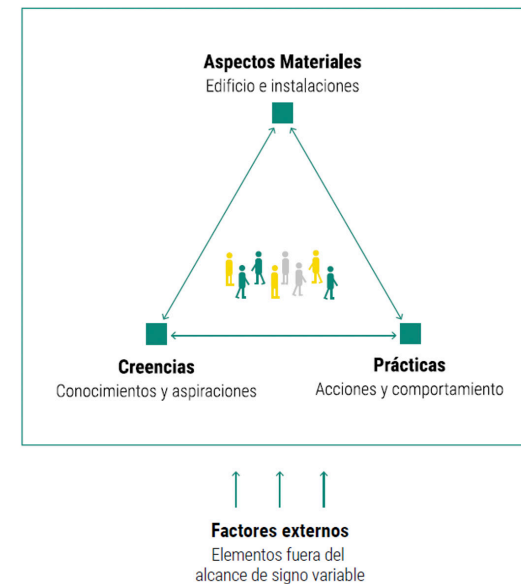 Aspectos Materiales
Edificio e instalaciones
Creencias
Conocimientos y aspiraciones
Prácticas
Acciones y comportamiento
Factores externos
Elementos fuera del
alcance de signo variable